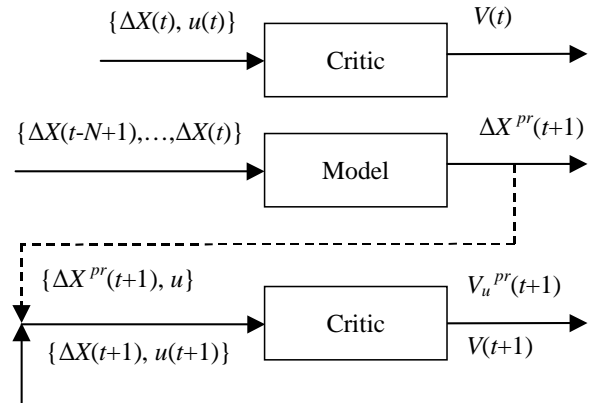 {ΔX(t), u(t)} Critic V(t)
{ΔX(t-N+1),…,ΔX(t)} Model ΔX^pr(t+1)
{ΔX^pr(t+1), u} V_u^pr(t+1)
Critic
{ΔX(t+1), u(t+1)} V(t+1)